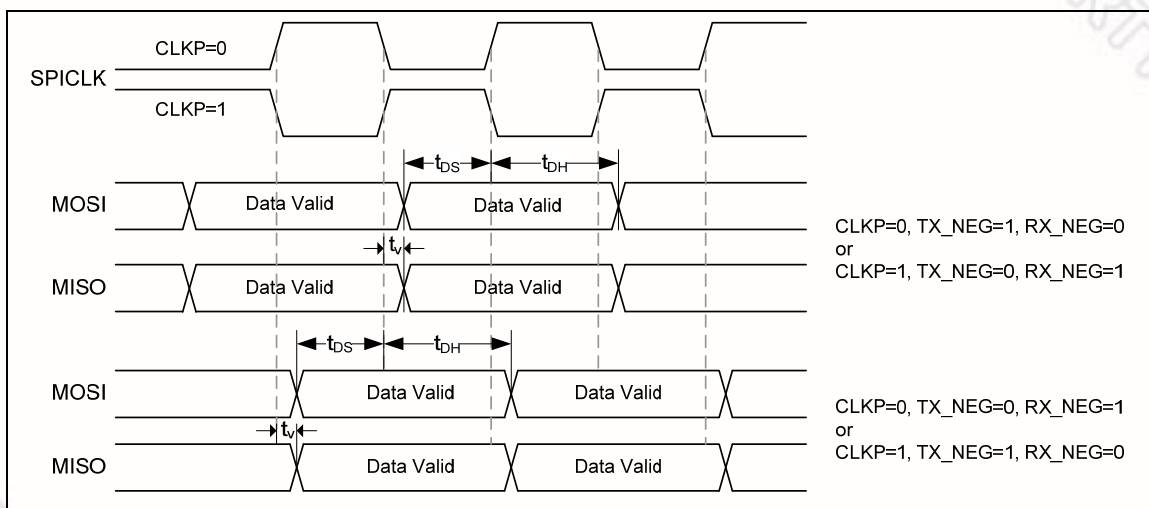 CLKP=0
SPICLK
CLKP=1
tDS tDH
MOSI Data Valid Data Valid
tv
CLKP=0, TX_NEG=1, RX_NEG=0
or
CLKP=1, TX_NEG=0, RX_NEG=1
MISO Data Valid Data Valid
tDS tDH
MOSI Data Valid Data Valid
tv
CLKP=0, TX_NEG=0, RX_NEG=1
or
CLKP=1, TX_NEG=1, RX_NEG=0
MISO Data Valid Data Valid